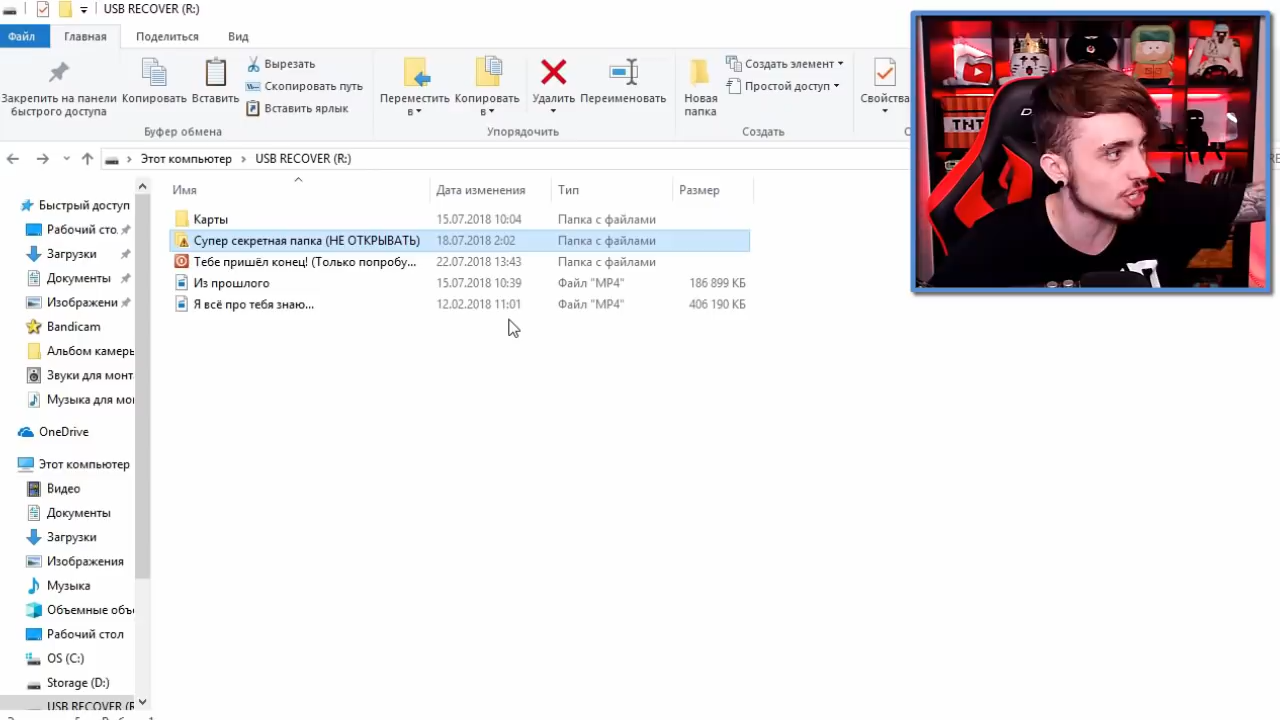 USB RECOVER (R:)
Файл Главная Поделиться Вид
Закрепить на панели быстрого доступа
Копировать
Вставить
Вырезать
Скопировать путь
Вставить ярлык
Буфер обмена
Переместить в
Копировать в
Удалить
Переименовать
Упорядочить
Новая папка
Создать элемент
Простой доступ
Создать
Свойства
Этот компьютер USB RECOVER (R:)
Имя Дата изменения Тип Размер
Карты 15.07.2018 10:04 Папка с файлами
Супер секретная папка (НЕ ОТКРЫВАТЬ) 18.07.2018 2:02 Папка с файлами
Тебе пришёл конец! (Только попробу... 22.07.2018 13:43 Папка с файлами
Из прошлого 15.07.2018 10:39 Файл "MP4" 186 899 КБ
Я всё про тебя знаю... 12.02.2018 11:01 Файл "MP4" 406 190 КБ
Быстрый доступ
Рабочий сто.
Загрузки
Документы
Изображени
Bandicam
Альбом камеры
Звуки для монт
Музыка для мо
OneDrive
Этот компьютер
Видео
Документы
Загрузки
Изображения
Музыка
Объемные объ
Рабочий стол
OS (C:)
Storage (D:)
USB RECOVER (R
TNT